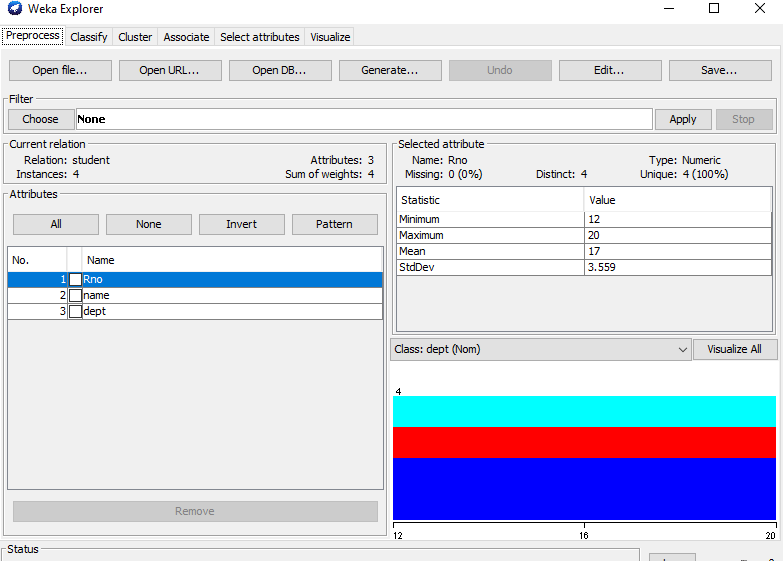 Weka Explorer
Preprocess Classify Cluster Associate Select attributes Visualize
Open file... Open URL... Open DB... Generate... Undo Edit... Save...
Filter
Choose None Apply Stop
Current relation
Relation: student Attributes: 3
Instances: 4 Sum of weights: 4
Attributes
All None Invert Pattern
No. Name
1 Rno
2 name
3 dept
Remove
Selected attribute
Name: Rno Type: Numeric
Missing: 0 (0%) Distinct: 4 Unique: 4 (100%)
Statistic Value
Minimum 12
Maximum 20
Mean 17
StdDev 3.559
Class: dept (Nom) Visualize All
4
12 16 20
Status